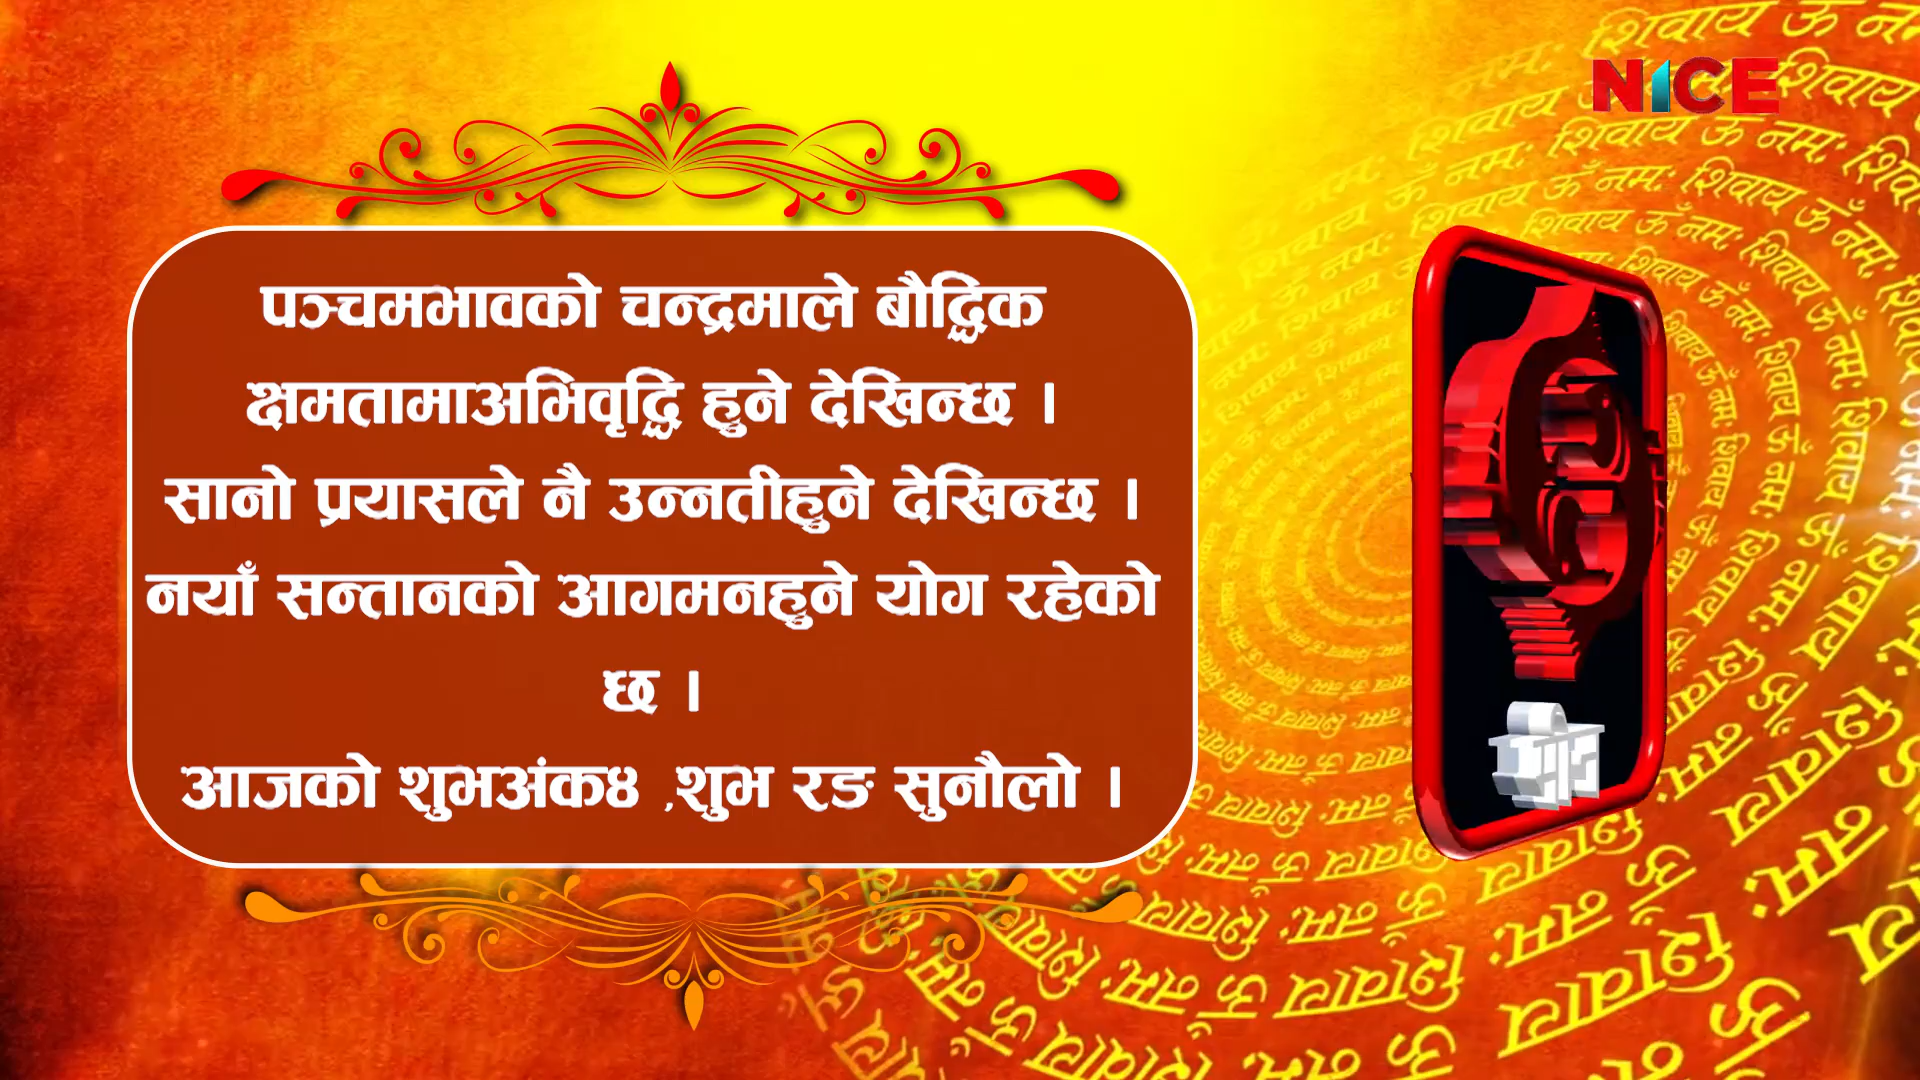 NICE
पञ्चमभावको चन्द्रमाले बौद्धिक
क्षमतामाअभिवृद्धि हुने देखिन्छ ।
सानो प्रयासले नै उन्नतीहुने देखिन्छ ।
नयाँ सन्तानको आगमनहुने योग रहेको
छ ।
आजको शुभअंक४ ,शुभ रङ सुनौलो ।
ॐ नमः शिवाय